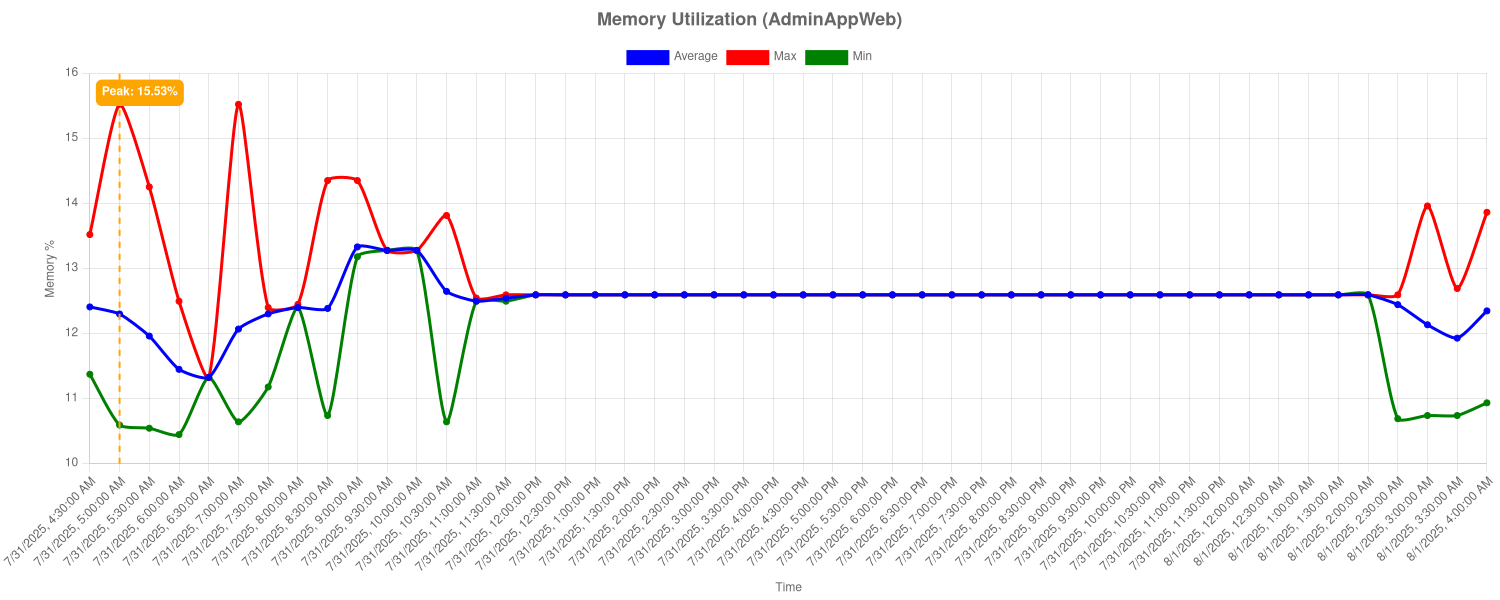 Memory Utilization (AdminAppWeb)
Average Max Min
16
Peak: 15.53%
15
14
13
12
11
10
Memory %
7/31/2025, 4:30:00 AM
7/31/2025, 5:00:00 AM
7/31/2025, 5:30:00 AM
7/31/2025, 6:00:00 AM
7/31/2025, 6:30:00 AM
7/31/2025, 7:00:00 AM
7/31/2025, 7:30:00 AM
7/31/2025, 8:00:00 AM
7/31/2025, 8:30:00 AM
7/31/2025, 9:00:00 AM
7/31/2025, 9:30:00 AM
7/31/2025, 10:00:00 AM
7/31/2025, 10:30:00 AM
7/31/2025, 11:00:00 AM
7/31/2025, 11:30:00 AM
7/31/2025, 12:00:00 PM
7/31/2025, 12:30:00 PM
7/31/2025, 1:00:00 PM
7/31/2025, 1:30:00 PM
7/31/2025, 2:00:00 PM
7/31/2025, 2:30:00 PM
7/31/2025, 3:00:00 PM
7/31/2025, 3:30:00 PM
7/31/2025, 4:00:00 PM
7/31/2025, 4:30:00 PM
7/31/2025, 5:00:00 PM
7/31/2025, 5:30:00 PM
7/31/2025, 6:00:00 PM
7/31/2025, 6:30:00 PM
7/31/2025, 7:00:00 PM
7/31/2025, 7:30:00 PM
7/31/2025, 8:00:00 PM
7/31/2025, 8:30:00 PM
7/31/2025, 9:00:00 PM
7/31/2025, 9:30:00 PM
7/31/2025, 10:00:00 PM
7/31/2025, 10:30:00 PM
7/31/2025, 11:00:00 PM
7/31/2025, 11:30:00 PM
8/1/2025, 12:00:00 AM
8/1/2025, 12:30:00 AM
8/1/2025, 1:00:00 AM
8/1/2025, 1:30:00 AM
8/1/2025, 2:00:00 AM
8/1/2025, 2:30:00 AM
8/1/2025, 3:00:00 AM
8/1/2025, 3:30:00 AM
8/1/2025, 4:00:00 AM
Time